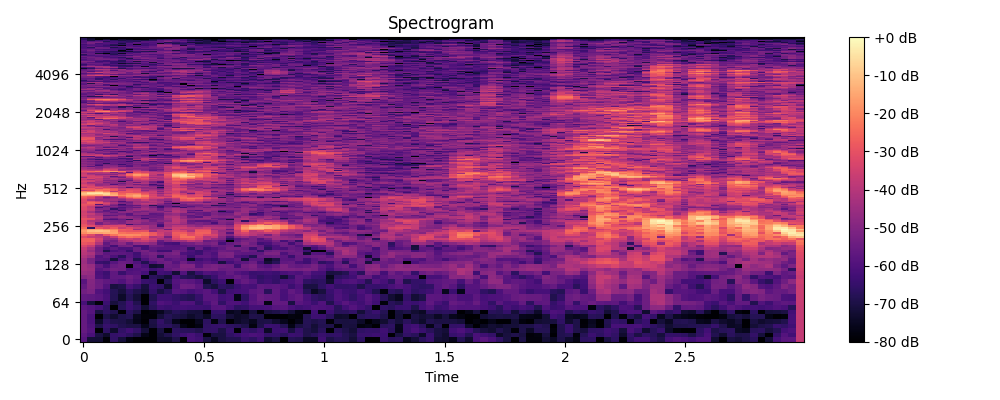 Spectrogram
+0 dB
4096
-10 dB
2048
-20 dB
1024
-30 dB
Hz
512
-40 dB
256
-50 dB
128
-60 dB
64
-70 dB
0
-80 dB
0 0.5 1 1.5 2 2.5
Time